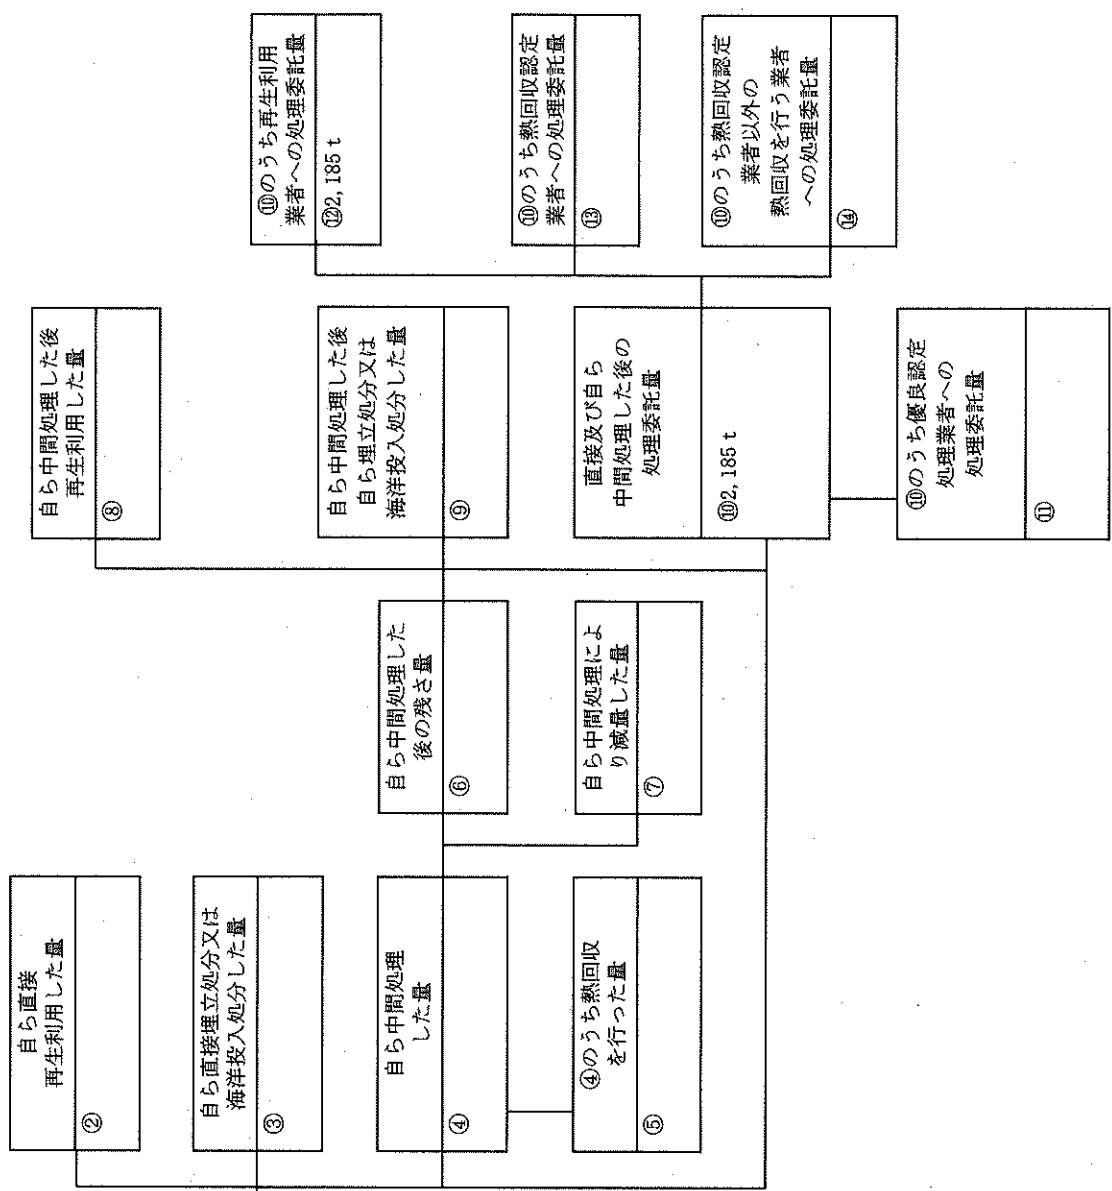 自ら直接
再生利用した量
②
自ら直接埋立処分又は
海洋投入処分した量
③
自ら中間処理
した量
④
④のうち熱回収
を行った量
⑤
自ら中間処理した
後の残さ量
⑥
自ら中間処理によ
り減量した量
⑦
自ら中間処理した後
再生利用した量
⑧
自ら中間処理した後
自ら埋立処分又は
海洋投入処分した量
⑨
直接及び自ら
中間処理した後の
処理委託量
⑩2,185 t
⑩のうち優良認定
処理業者への
処理委託量
⑪
⑩のうち再生利用
業者への処理委託量
⑫2,185 t
⑩のうち熱回収認定
業者への処理委託量
⑬
⑩のうち熱回収認定
業者以外の
熱回収を行う業者
への処理委託量
⑭